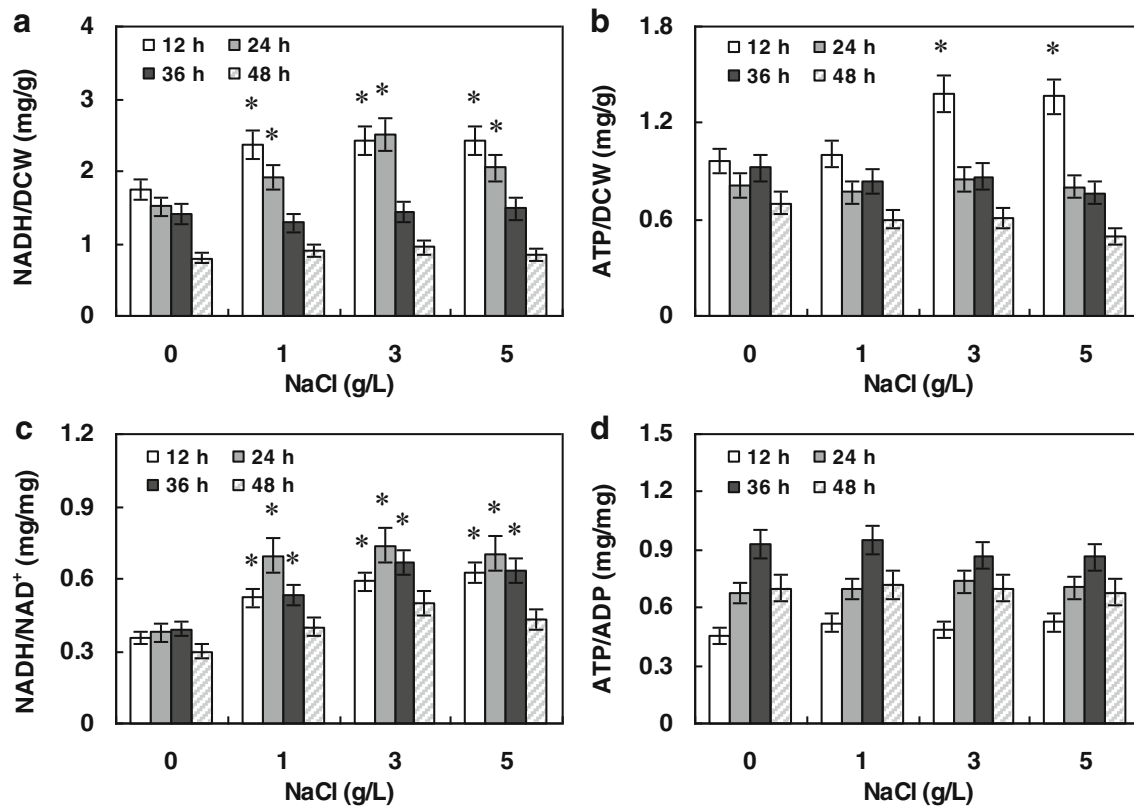 a
4
3
2
1
0
NADH/DCW (mg/g)
12 h 24 h
36 h 48 h
* * * * * *
0 1 3 5
NaCl (g/L)
b
1.8
1.2
0.6
0
ATP/DCW (mg/g)
12 h 24 h
36 h 48 h
* *
0 1 3 5
NaCl (g/L)
c
1.2
0.9
0.6
0.3
0
NADH/NAD⁺ (mg/mg)
12 h 24 h
36 h 48 h
* * * * * * * * *
0 1 3 5
NaCl (g/L)
d
1.5
1.2
0.9
0.6
0.3
0
ATP/ADP (mg/mg)
12 h 24 h
36 h 48 h
0 1 3 5
NaCl (g/L)